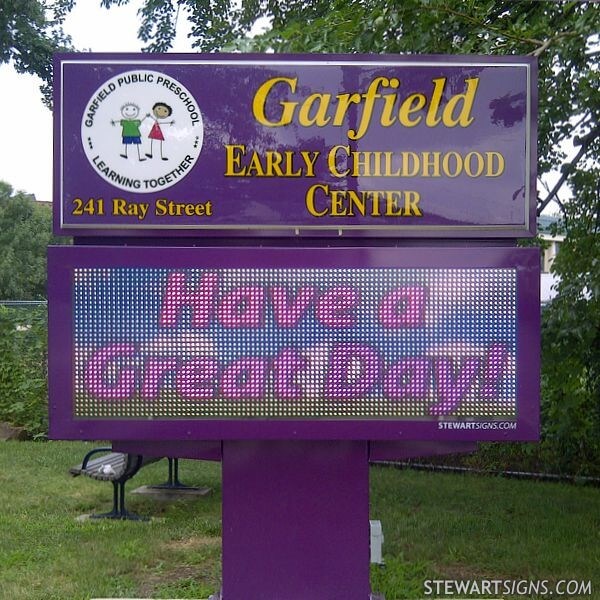 GARFIELD PUBLIC PRESCHOOL
*** LEARNING TOGETHER ***
Garfield
EARLY CHILDHOOD
CENTER
241 Ray Street
Have a
Great Day!
STEWARTSIGNS.COM
STEWARTSIGNS.COM